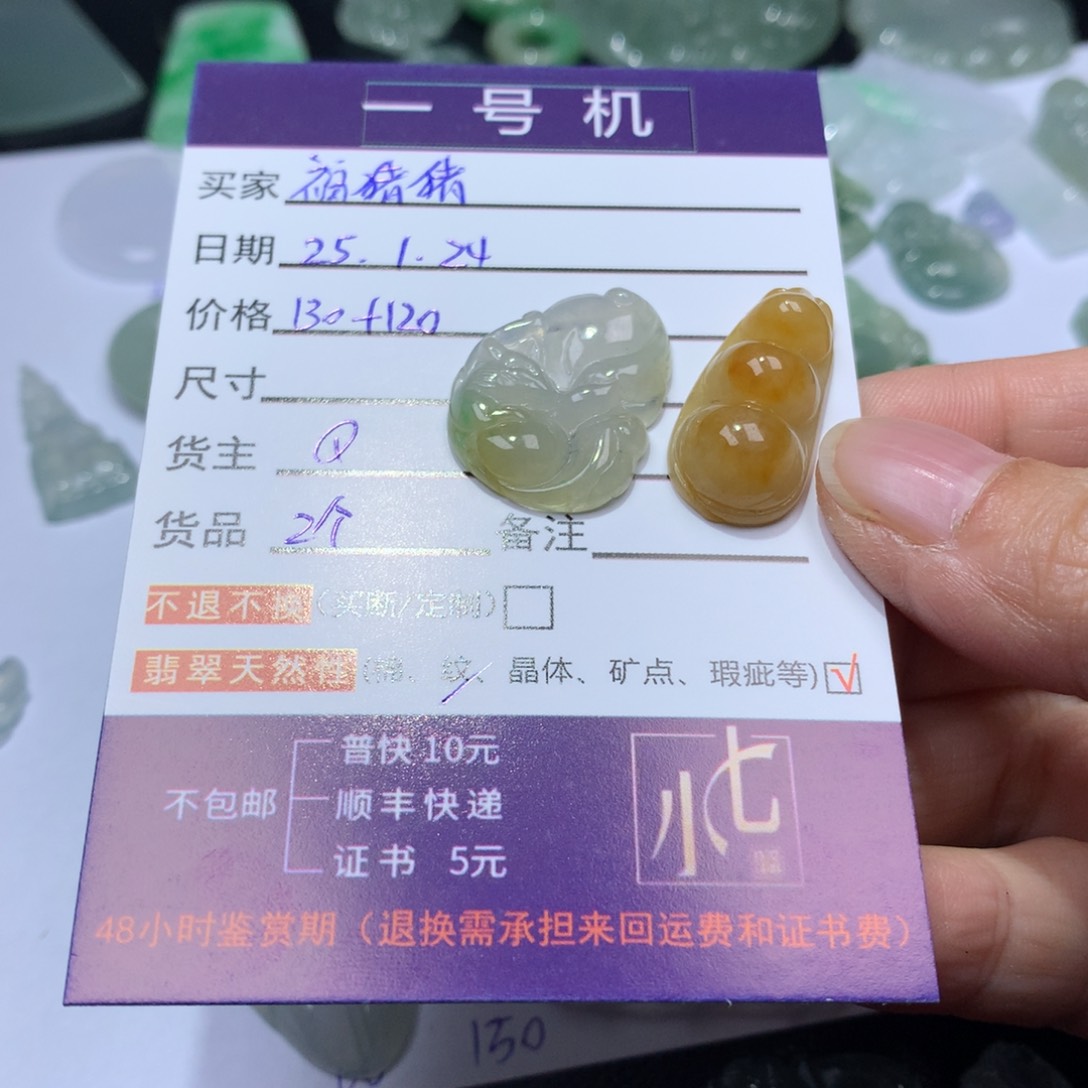 一号机
买家 福猪猪
日期 25.1.24
价格 130+120
尺寸
货主 Q
货品 2个 备注
不退不换(买断/定制)
翡翠天然性(棉、纹、晶体、矿点、瑕疵等) √
普快 10元
不包邮 顺丰快递
证书 5元
小七
48小时鉴赏期（退换需承担来回运费和证书费）
150